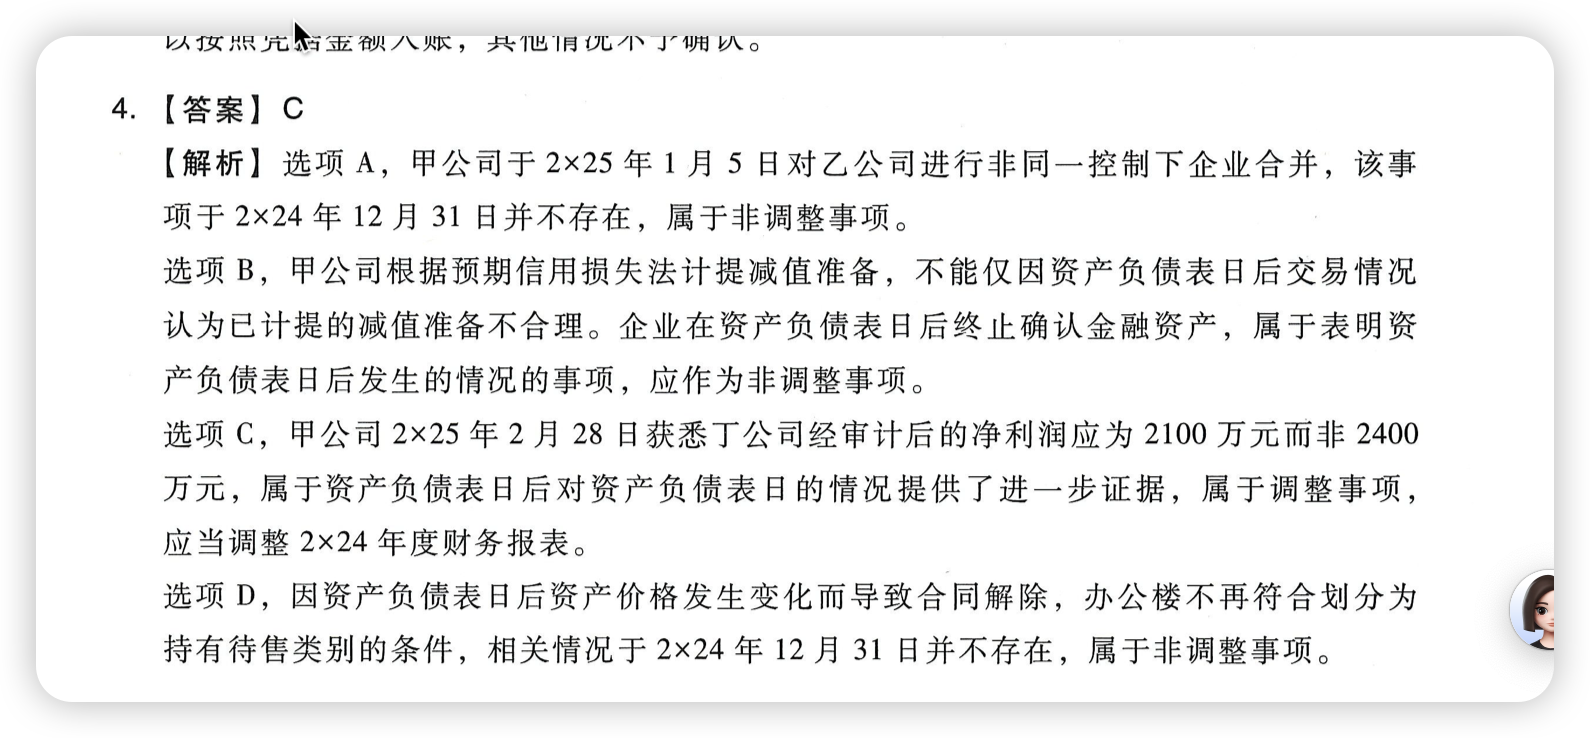 以按照凭据金额入账，其他情况不予确认。
4. 【答案】C
【解析】选项 A，甲公司于 2×25 年 1 月 5 日对乙公司进行非同一控制下企业合并，该事
项于 2×24 年 12 月 31 日并不存在，属于非调整事项。
选项 B，甲公司根据预期信用损失法计提减值准备，不能仅因资产负债表日后交易情况
认为已计提的减值准备不合理。企业在资产负债表日后终止确认金融资产，属于表明资
产负债表日后发生的情况的事项，应作为非调整事项。
选项 C，甲公司 2×25 年 2 月 28 日获悉丁公司经审计后的净利润应为 2100 万元而非 2400
万元，属于资产负债表日后对资产负债表日的情况提供了进一步证据，属于调整事项，
应当调整 2×24 年度财务报表。
选项 D，因资产负债表日后资产价格发生变化而导致合同解除，办公楼不再符合划分为
持有待售类别的条件，相关情况于 2×24 年 12 月 31 日并不存在，属于非调整事项。